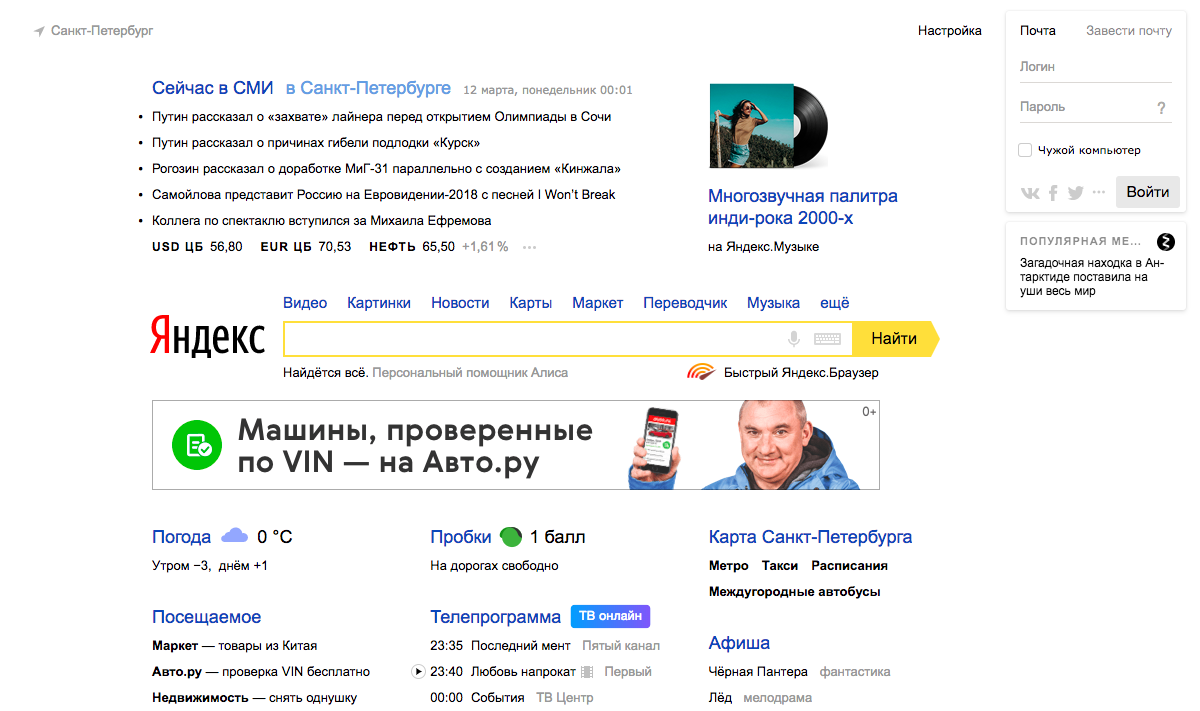 Санкт-Петербург
Настройка
Почта Завести почту
Логин
Пароль ?
Чужой компьютер
Войти
ПОПУЛЯРНАЯ МЕ...
Загадочная находка в Ан-
тарктиде поставила на
уши весь мир
Сейчас в СМИ в Санкт-Петербурге 12 марта, понедельник 00:01
• Путин рассказал о «захвате» лайнера перед открытием Олимпиады в Сочи
• Путин рассказал о причинах гибели подлодки «Курск»
• Рогозин рассказал о доработке МиГ-31 параллельно с созданием «Кинжала»
• Самойлова представит Россию на Евровидении-2018 с песней I Won't Break
• Коллега по спектаклю вступился за Михаила Ефремова
USD ЦБ 56,80 EUR ЦБ 70,53 НЕФТЬ 65,50 +1,61% ...
Многозвучная палитра
инди-рока 2000-х
на Яндекс.Музыке
Видео Картинки Новости Карты Маркет Переводчик Музыка ещё
Яндекс
Найти
Найдётся всё. Персональный помощник Алиса
Быстрый Яндекс.Браузер
Машины, проверенные
по VIN — на Авто.ру
0+
Погода 0 °C
Утром −3, днём +1
Пробки 1 балл
На дорогах свободно
Карта Санкт-Петербурга
Метро Такси Расписания
Междугородные автобусы
Посещаемое
Маркет — товары из Китая
Авто.ру — проверка VIN бесплатно
Недвижимость — снять однушку
Телепрограмма ТВ онлайн
23:35 Последний мент Пятый канал
23:40 Любовь напрокат Первый
00:00 События ТВ Центр
Афиша
Чёрная Пантера фантастика
Лёд мелодрама